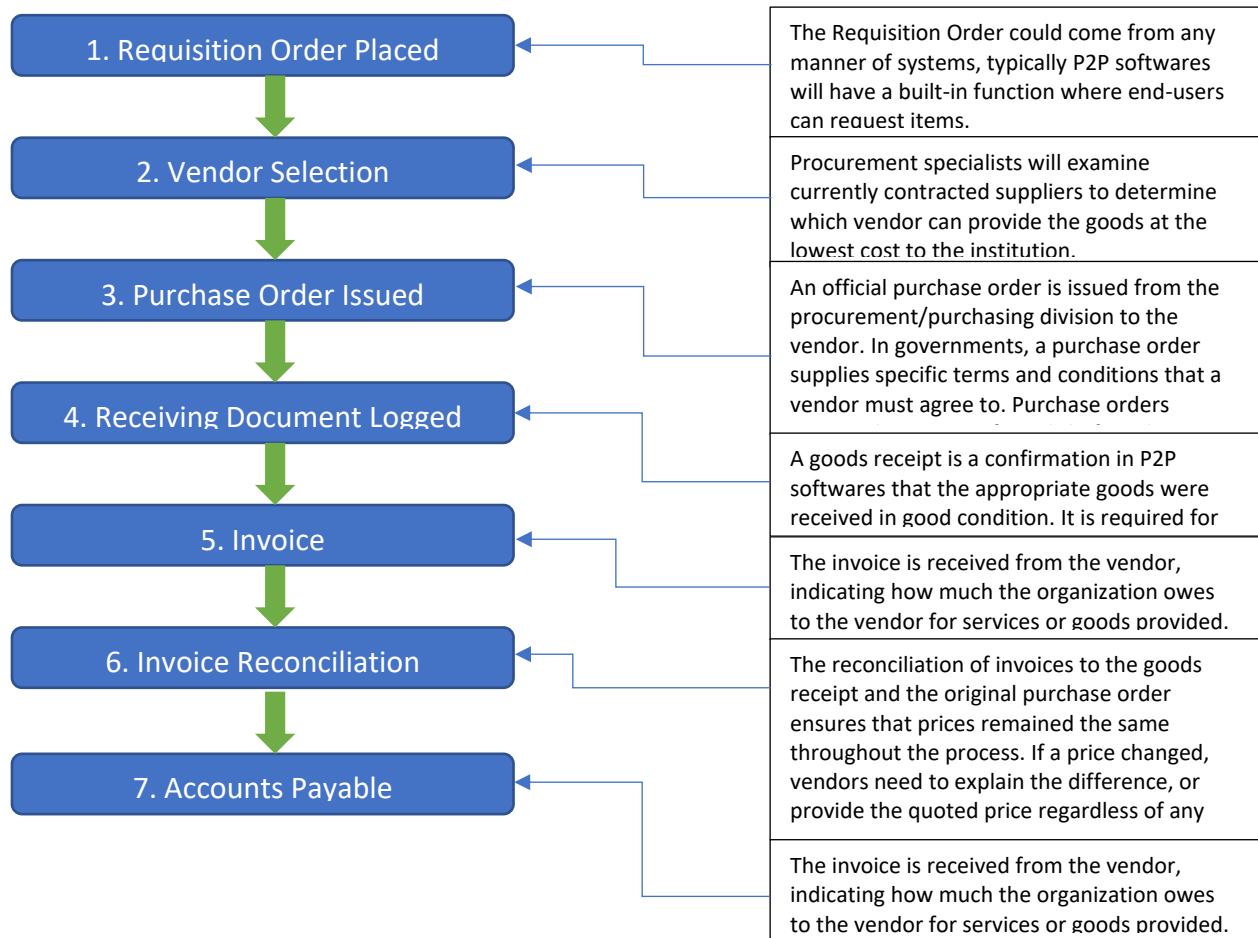 1. Requisition Order Placed
The Requisition Order could come from any
manner of systems, typically P2P softwares
will have a built-in function where end-users
can request items.
2. Vendor Selection
Procurement specialists will examine
currently contracted suppliers to determine
which vendor can provide the goods at the
lowest cost to the institution.
3. Purchase Order Issued
An official purchase order is issued from the
procurement/purchasing division to the
vendor. In governments, a purchase order
supplies specific terms and conditions that a
vendor must agree to. Purchase orders
4. Receiving Document Logged
A goods receipt is a confirmation in P2P
softwares that the appropriate goods were
received in good condition. It is required for
5. Invoice
The invoice is received from the vendor,
indicating how much the organization owes
to the vendor for services or goods provided.
6. Invoice Reconciliation
The reconciliation of invoices to the goods
receipt and the original purchase order
ensures that prices remained the same
throughout the process. If a price changed,
vendors need to explain the difference, or
provide the quoted price regardless of any
7. Accounts Payable
The invoice is received from the vendor,
indicating how much the organization owes
to the vendor for services or goods provided.